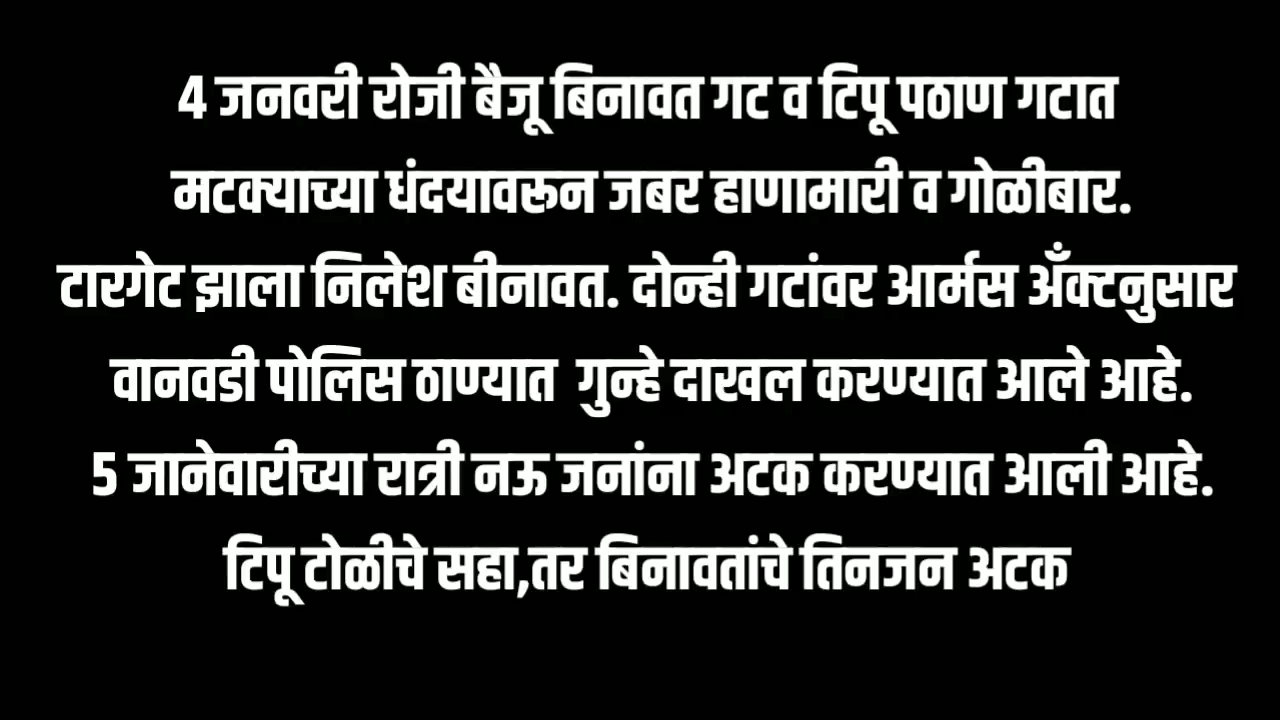 4 जनवरी रोजी बैजू बिनावत गट व टिपू पठाण गटात
मटक्याच्या धंदयावरून जबर हाणामारी व गोळीबार.
टारगेट झाला निलेश बीनावत. दोन्ही गटांवर आर्मस अँक्टनुसार
वानवडी पोलिस ठाण्यात गुन्हे दाखल करण्यात आले आहे.
5 जानेवारीच्या रात्री नऊ जनांना अटक करण्यात आली आहे.
टिपू टोळीचे सहा,तर बिनावतांचे तिनजन अटक